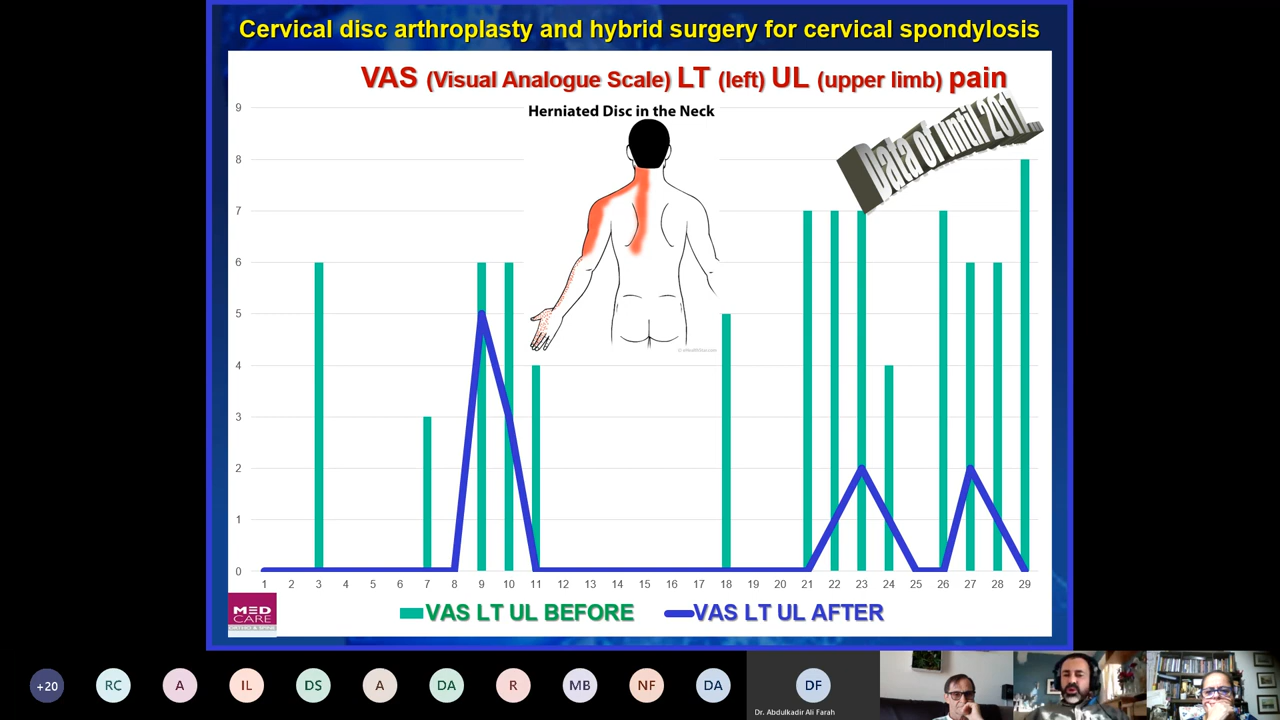 Cervical disc arthroplasty and hybrid surgery for cervical spondylosis
VAS (Visual Analogue Scale) LT (left) UL (upper limb) pain
Herniated Disc in the Neck
Data of until 2017...
9
8
7
6
5
4
3
2
1
0
1 2 3 4 5 6 7 8 9 10 11 12 13 14 15 16 17 18 19 20 21 22 23 24 25 26 27 28 29
VAS LT UL BEFORE VAS LT UL AFTER
MED
CARE
+20 RC A IL DS A DA R MB NF DA DF
Dr. Abdulkadir Ali Farah